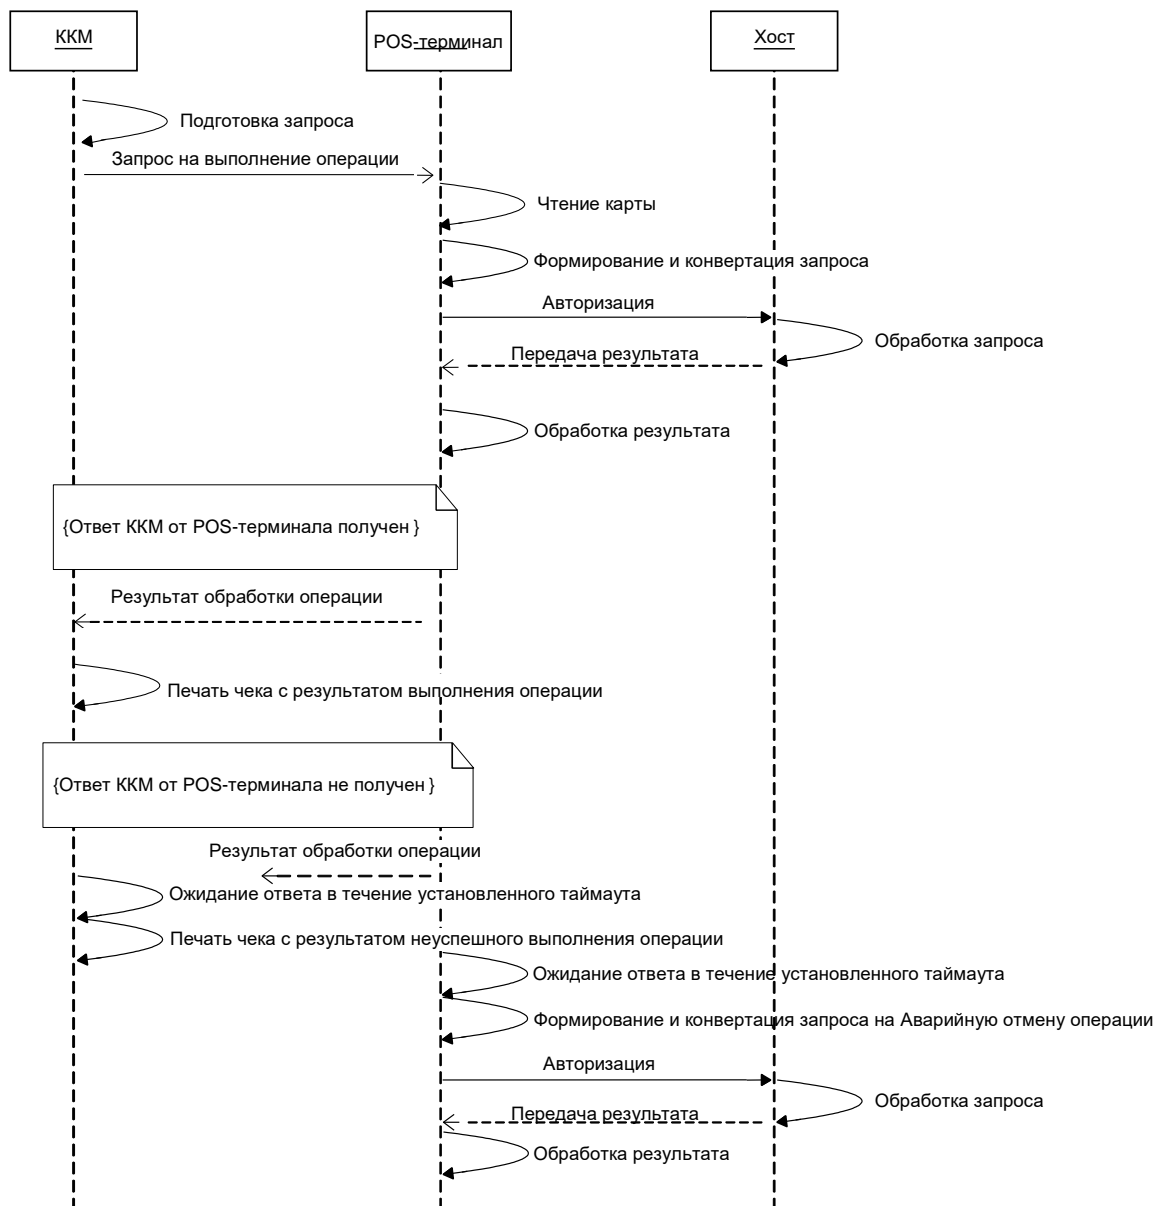 ККМ
POS-терминал
Хост
Подготовка запроса
Запрос на выполнение операции
Чтение карты
Формирование и конвертация запроса
Авторизация
Обработка запроса
Передача результата
Обработка результата
{Ответ ККМ от POS-терминала получен }
Результат обработки операции
Печать чека с результатом выполнения операции
{Ответ ККМ от POS-терминала не получен }
Результат обработки операции
Ожидание ответа в течение установленного таймаута
Печать чека с результатом неуспешного выполнения операции
Ожидание ответа в течение установленного таймаута
Формирование и конвертация запроса на Аварийную отмену операции
Авторизация
Обработка запроса
Передача результата
Обработка результата